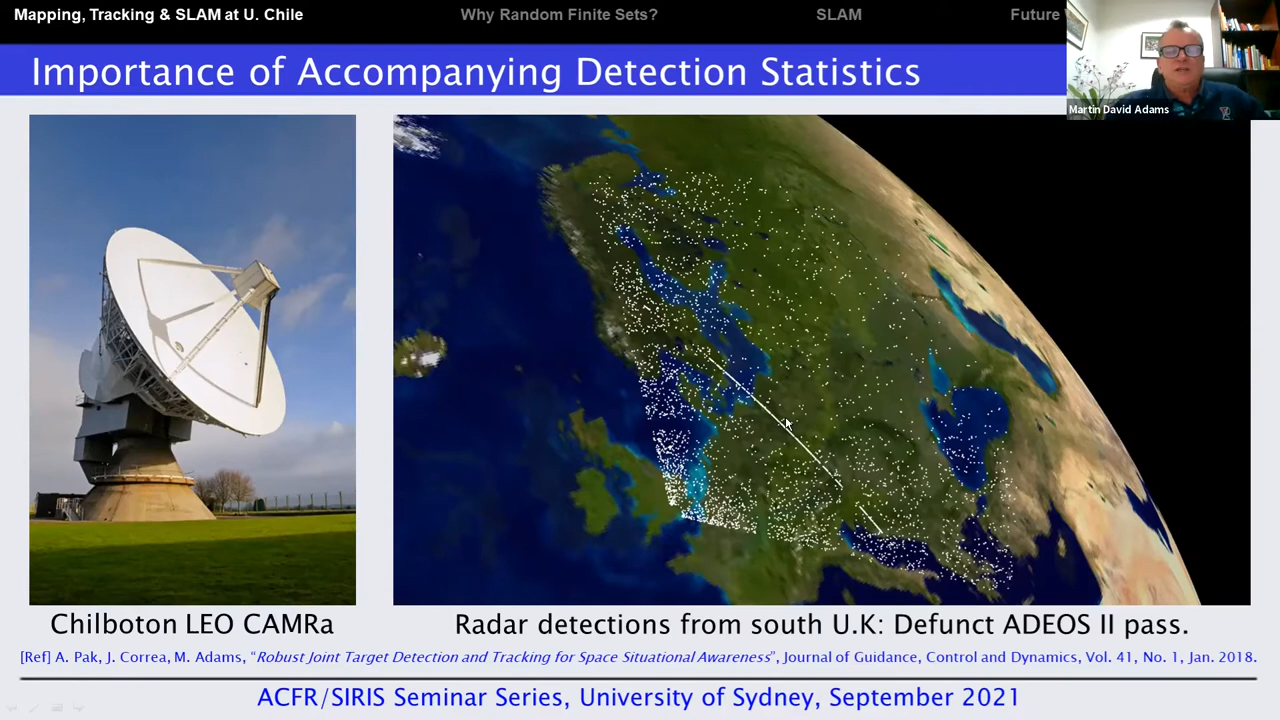 Mapping, Tracking & SLAM at U. Chile
Why Random Finite Sets?
SLAM
Future
Importance of Accompanying Detection Statistics
Martin David Adams
Chilboton LEO CAMRa
Radar detections from south U.K: Defunct ADEOS II pass.
[Ref] A. Pak, J. Correa, M. Adams, “Robust Joint Target Detection and Tracking for Space Situational Awareness”, Journal of Guidance, Control and Dynamics, Vol. 41, No. 1, Jan. 2018.
ACFR/SIRIS Seminar Series, University of Sydney, September 2021